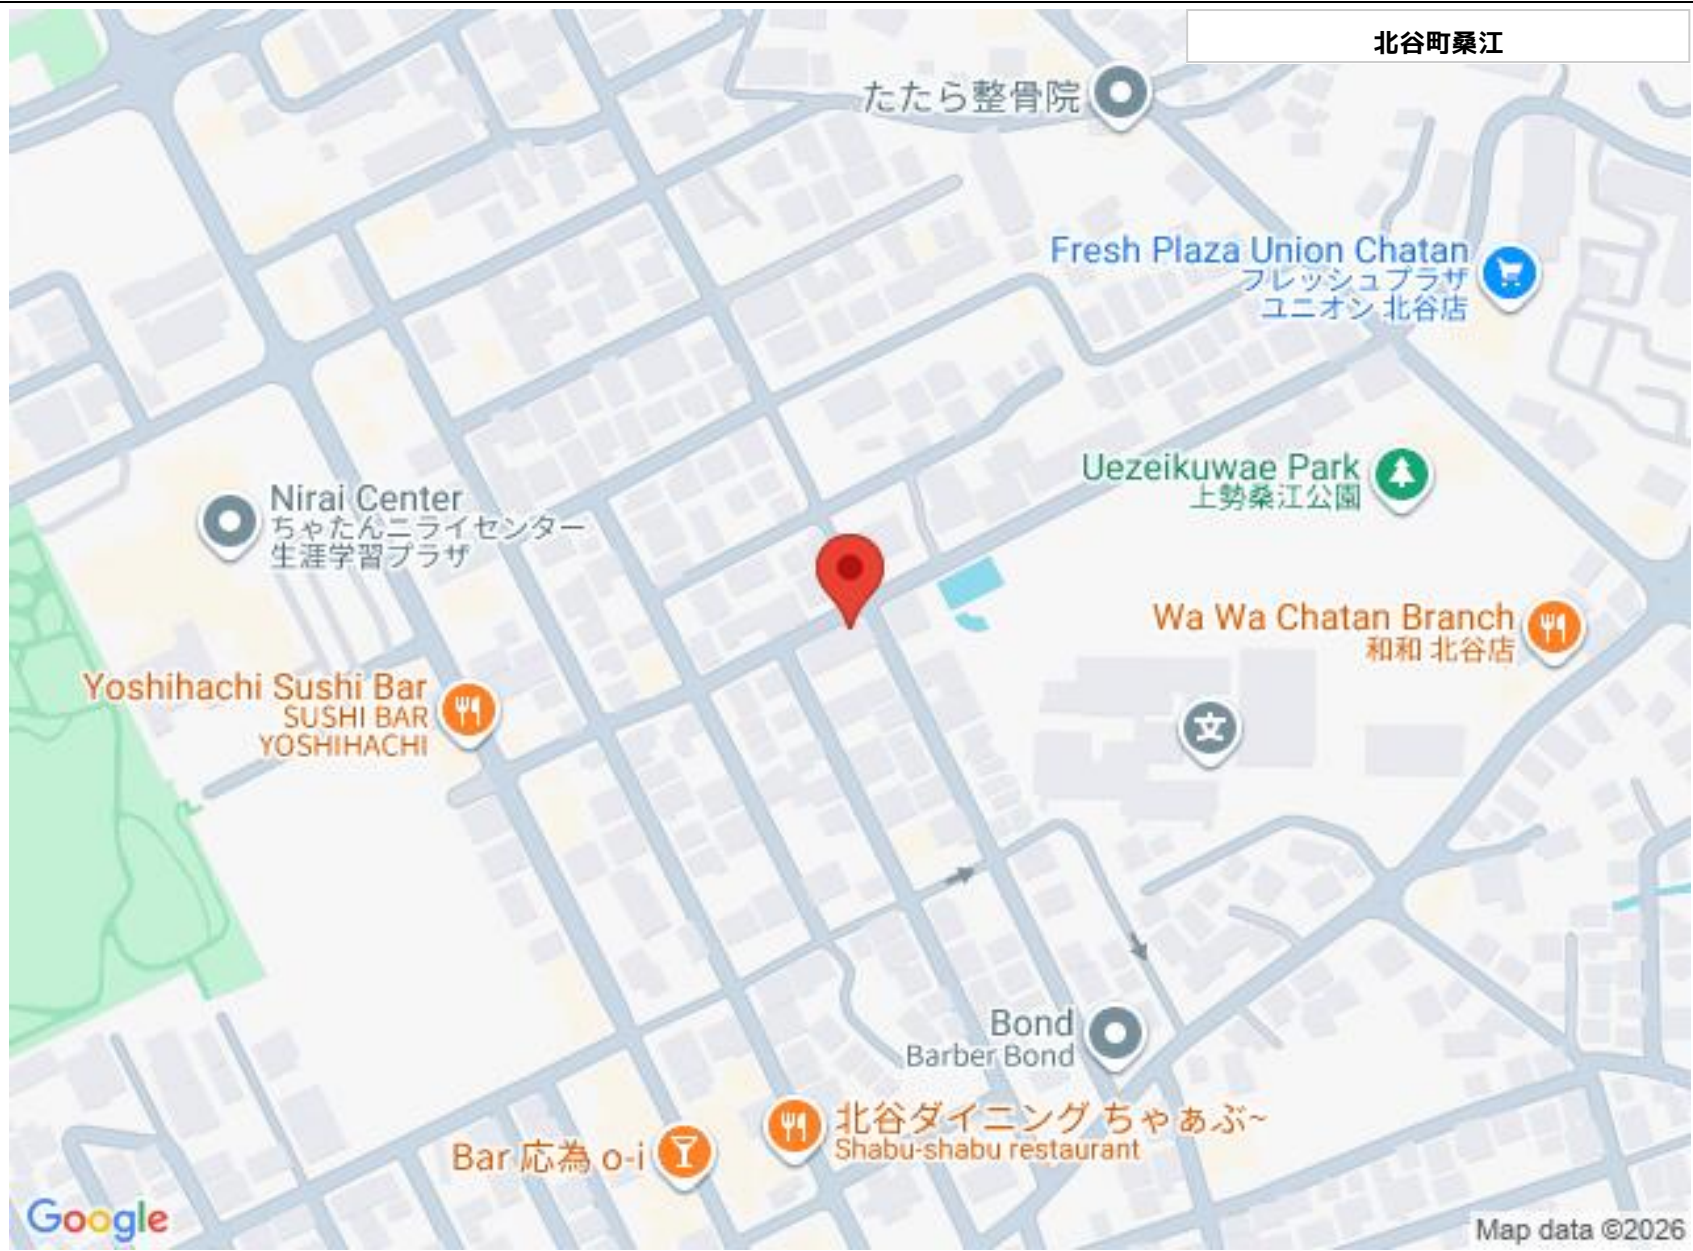 北谷町桑江
たたら整骨院
Fresh Plaza Union Chatan
フレッシュプラザ
ユニオン 北谷店
Uezeikuwae Park
上勢桑江公園
Nirai Center
ちゃたんニライセンター
生涯学習プラザ
Wa Wa Chatan Branch
和和 北谷店
Yoshihachi Sushi Bar
SUSHI BAR
YOSHIHACHI
文
Bond
Barber Bond
北谷ダイニング ちゃぁぶ~
Shabu-shabu restaurant
Bar 応為 o-i
Google
Map data ©2026